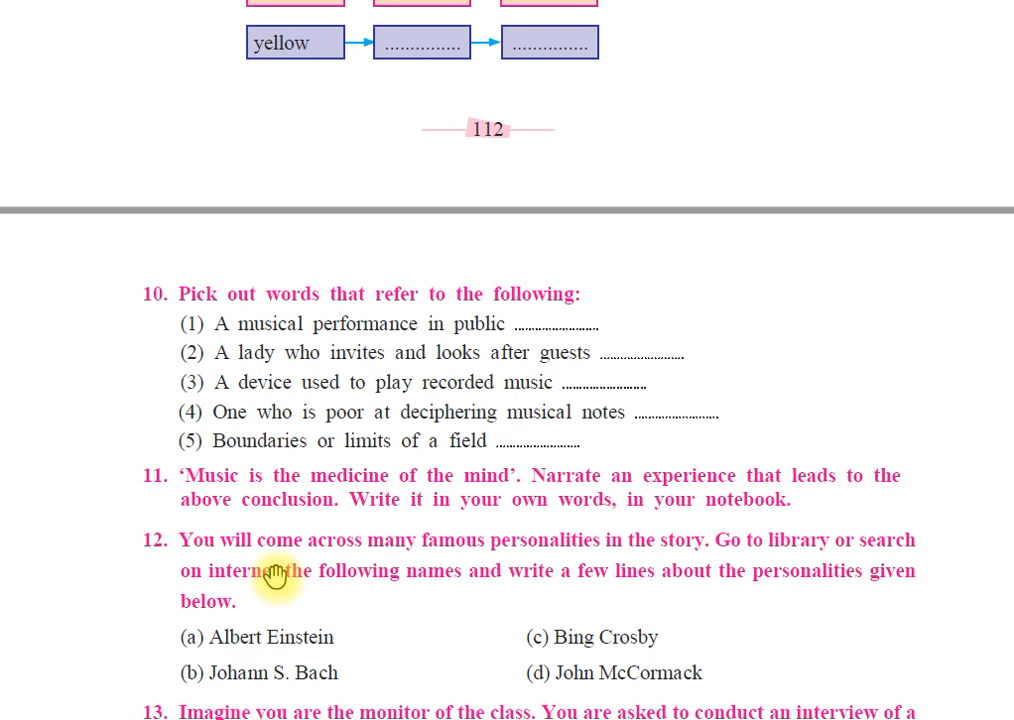 yellow ............... ...............
112
10. Pick out words that refer to the following:
(1) A musical performance in public ........................
(2) A lady who invites and looks after guests ........................
(3) A device used to play recorded music ........................
(4) One who is poor at deciphering musical notes ........................
(5) Boundaries or limits of a field ........................
11. ‘Music is the medicine of the mind’. Narrate an experience that leads to the
above conclusion. Write it in your own words, in your notebook.
12. You will come across many famous personalities in the story. Go to library or search
on internet the following names and write a few lines about the personalities given
below.
(a) Albert Einstein (c) Bing Crosby
(b) Johann S. Bach (d) John McCormack
13. Imagine you are the monitor of the class. You are asked to conduct an interview of a